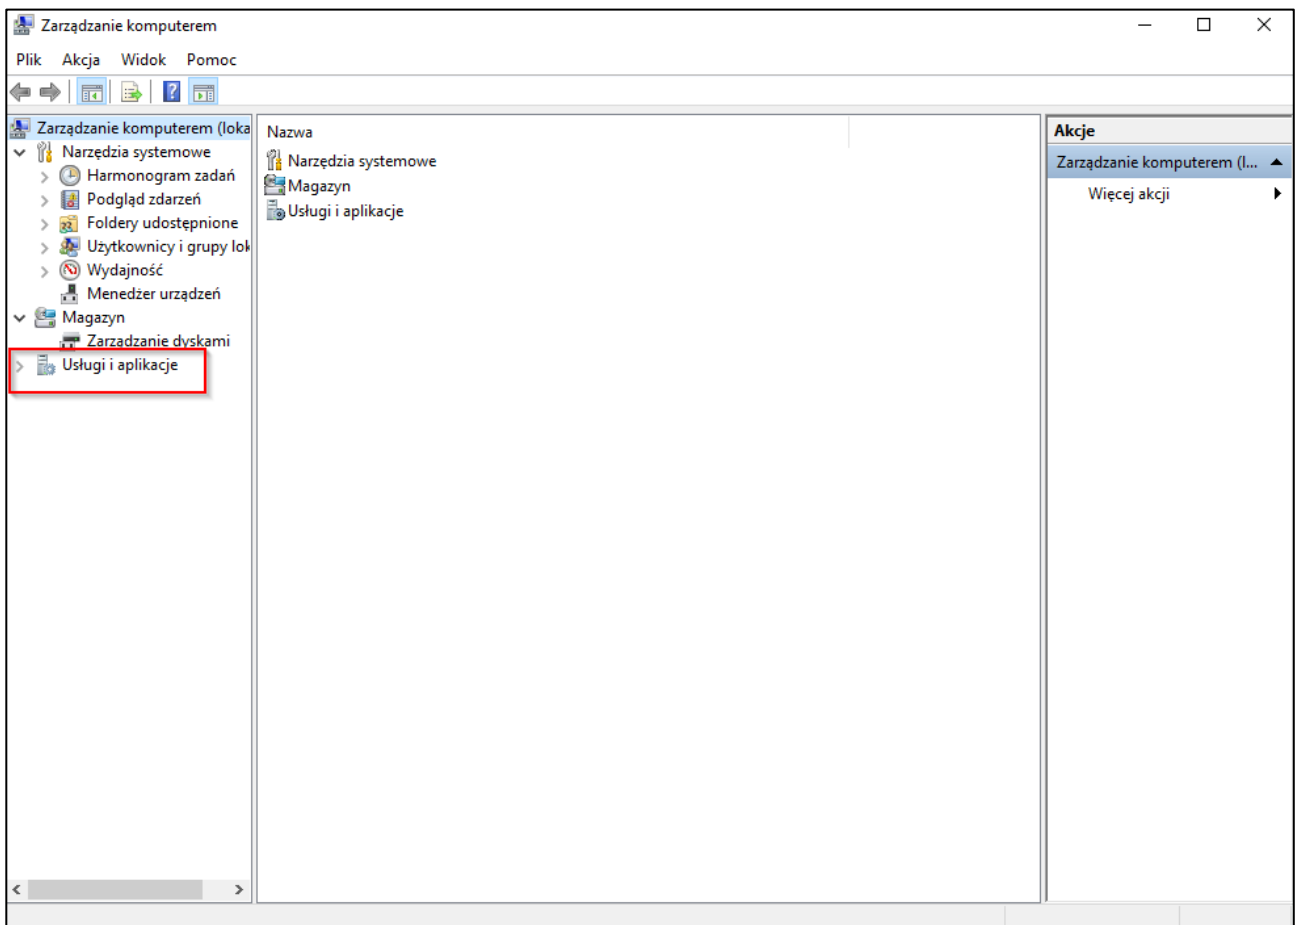 Zarządzanie komputerem
Plik Akcja Widok Pomoc
Zarządzanie komputerem (loka
Narzędzia systemowe
Harmonogram zadań
Podgląd zdarzeń
Foldery udostępnione
Użytkownicy i grupy lok
Wydajność
Menedżer urządzeń
Magazyn
Zarządzanie dyskami
Usługi i aplikacje
Nazwa
Narzędzia systemowe
Magazyn
Usługi i aplikacje
Akcje
Zarządzanie komputerem (l...
Więcej akcji